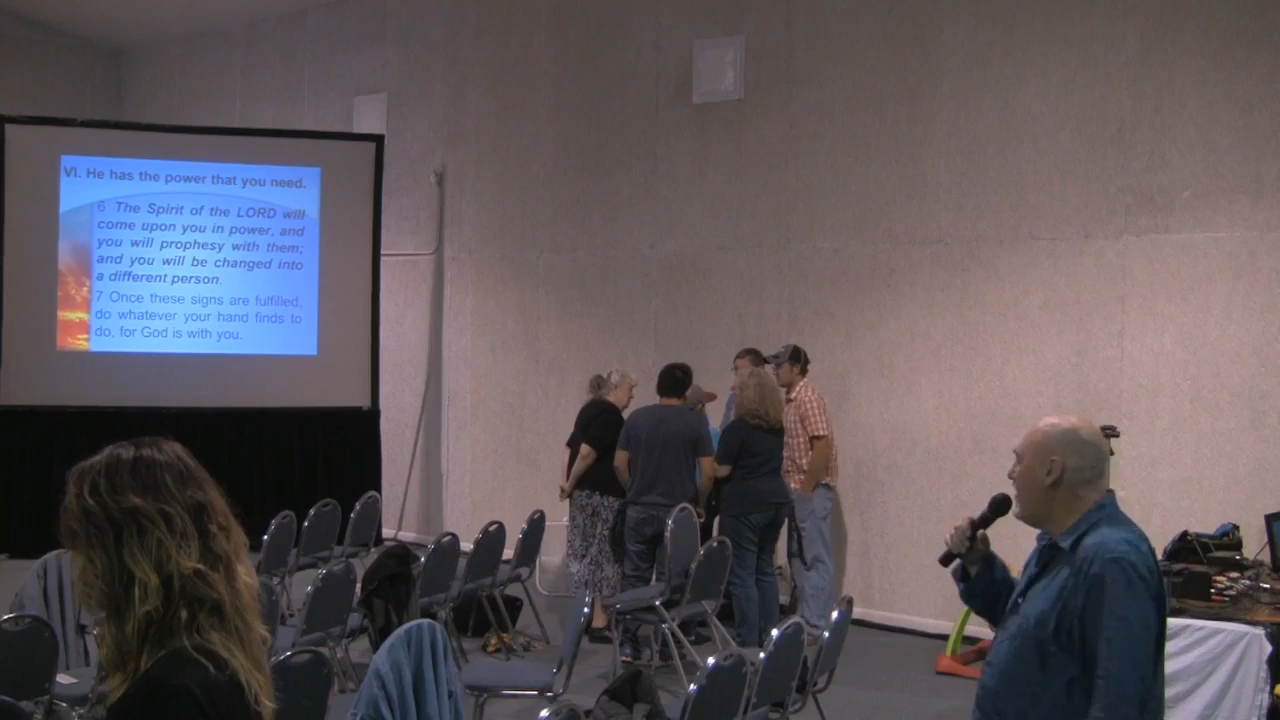 VI. He has the power that you need.
6 The Spirit of the LORD will
come upon you in power, and
you will prophesy with them;
and you will be changed into
a different person.
7 Once these signs are fulfilled,
do whatever your hand finds to
do, for God is with you.